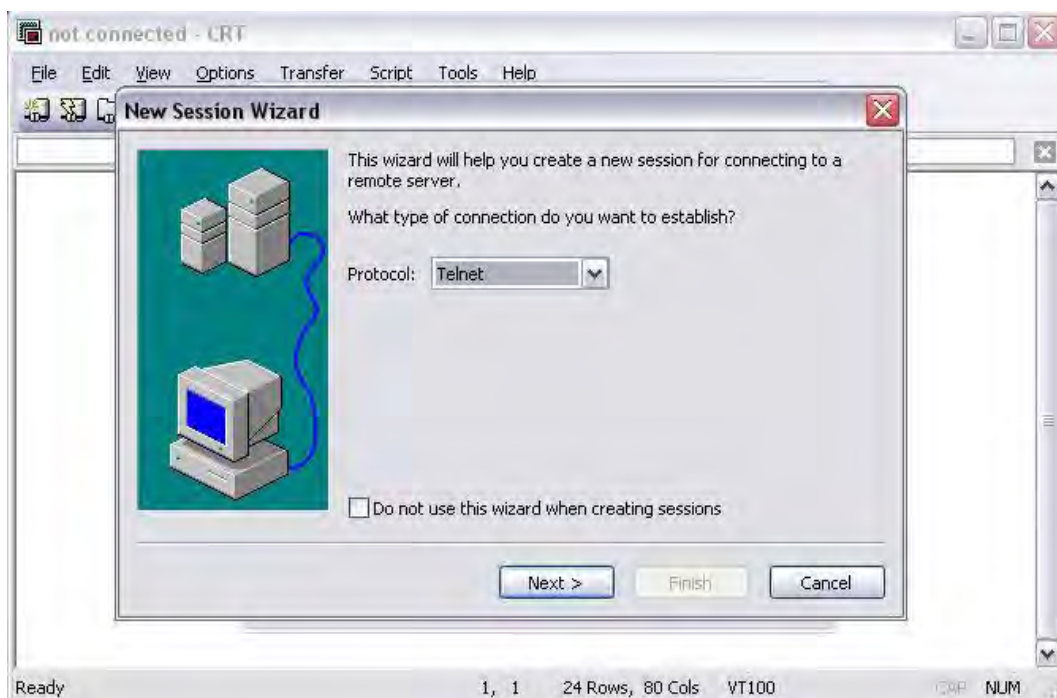 not connected - CRT
File Edit View Options Transfer Script Tools Help
New Session Wizard
This wizard will help you create a new session for connecting to a
remote server.
What type of connection do you want to establish?
Protocol: Telnet
Do not use this wizard when creating sessions
Next > Finish Cancel
Ready 1, 1 24 Rows, 80 Cols VT100 CAP NUM